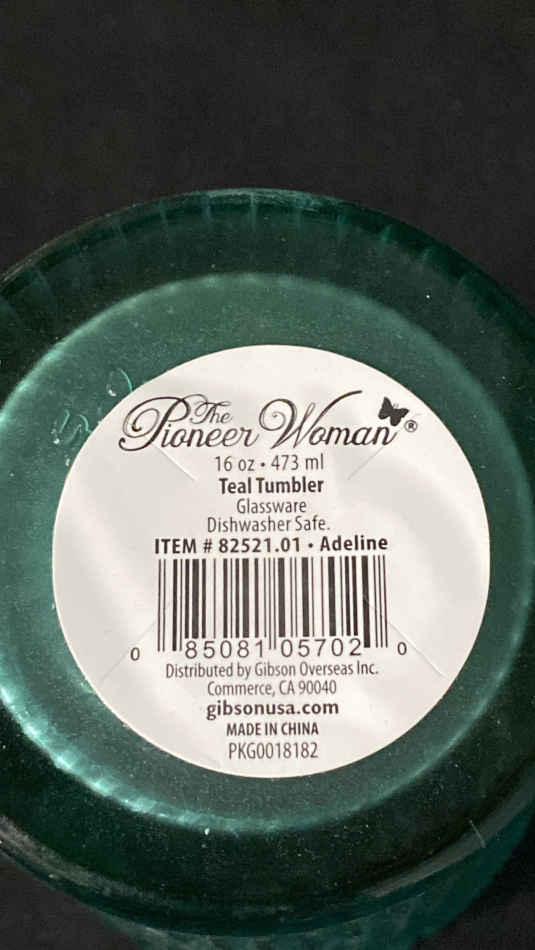 The
Pioneer Woman®
16 oz • 473 ml
Teal Tumbler
Glassware
Dishwasher Safe.
ITEM # 82521.01 • Adeline
0 85081 05702 0
Distributed by Gibson Overseas Inc.
Commerce, CA 90040
gibsonusa.com
MADE IN CHINA
PKG0018182